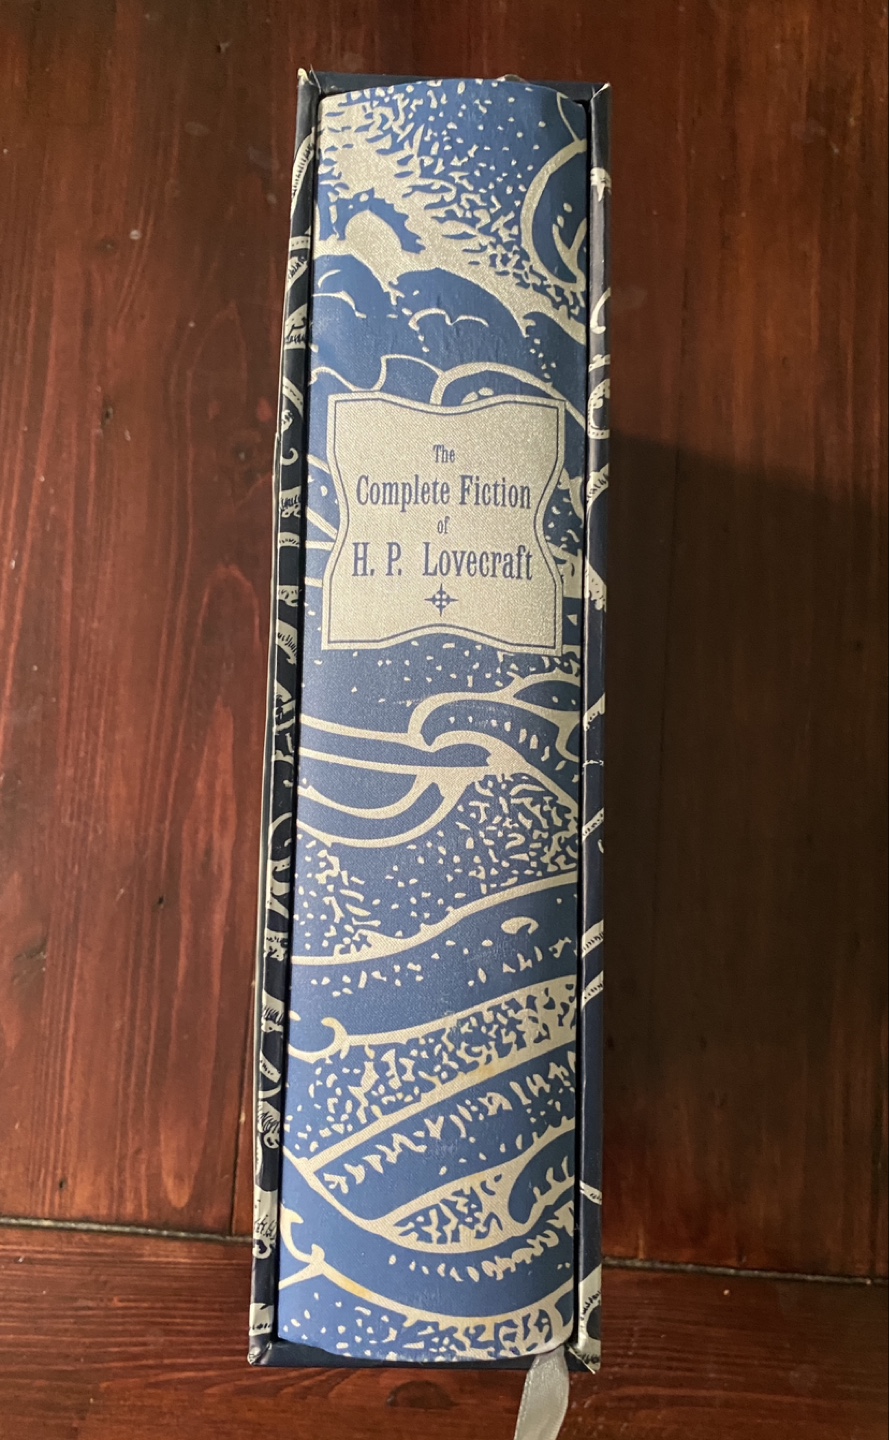 The
Complete Fiction
of
H. P. Lovecraft